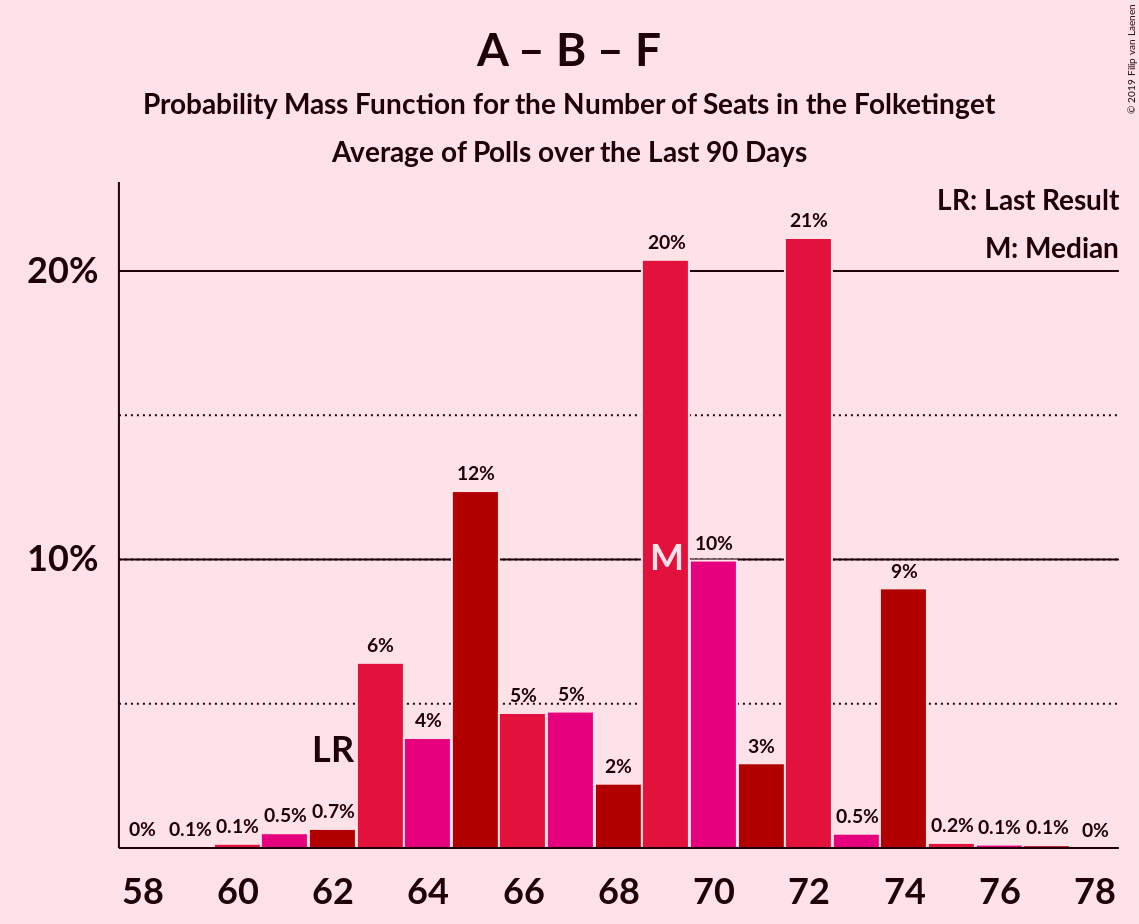 A – B – F
Probability Mass Function for the Number of Seats in the Folketinget
Average of Polls over the Last 90 Days
© 2019 Filip van Laenen
LR: Last Result
M: Median
20%
10%
0% 0.1% 0.1% 0.5% 0.7% 6% 4% 12% 5% 5% 2% 20% 10% 3% 21% 0.5% 9% 0.2% 0.1% 0.1% 0%
LR
M
58 60 62 64 66 68 70 72 74 76 78